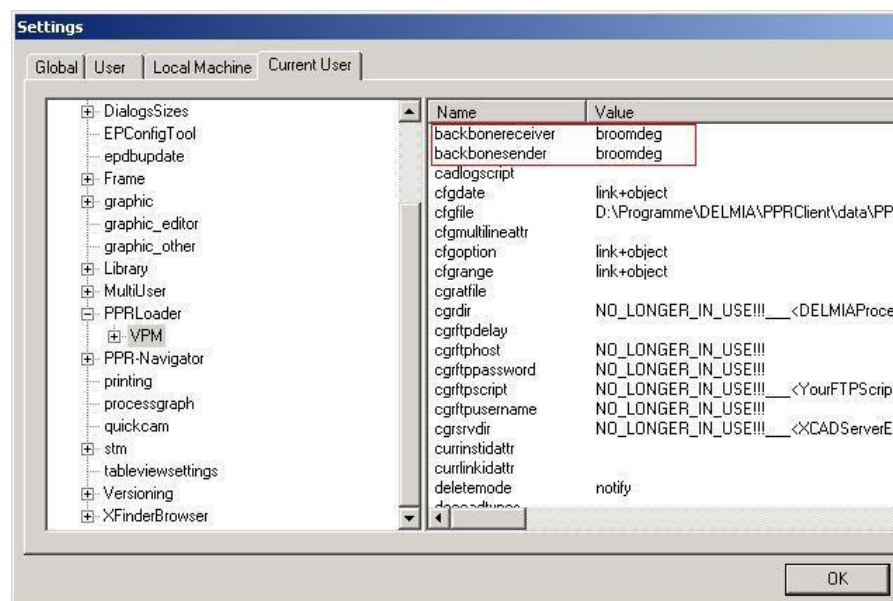 Settings
Global User Local Machine Current User
DialogsSizes
EPConfigTool
epdbupdate
Frame
graphic
graphic_editor
graphic_other
Library
MultiUser
PPRLoader
VPM
PPR-Navigator
printing
processgraph
quickcam
stm
tableviewsettings
Versioning
XFinderBrowser
Name Value
backbonereceiver broomdeg
backbonesender broomdeg
cadlogscript
cfgdate link+object
cfgfile D:\Programme\DELMIA\PPRClient\data\PP
cfgmultilineattr
cfgoption link+object
cfgrange link+object
cgratfile
cgrdir NO_LONGER_IN_USE!!!___<DELMIAProce
cgrftpdelay
cgrftphost NO_LONGER_IN_USE!!!
cgrftppassword NO_LONGER_IN_USE!!!
cgrftpscript NO_LONGER_IN_USE!!!___<YourFTPScrip
cgrftpusername NO_LONGER_IN_USE!!!
cgrsrvdir NO_LONGER_IN_USE!!!___<XCADServerE
currinstidattr
currlinkidattr
deletemode notify
OK